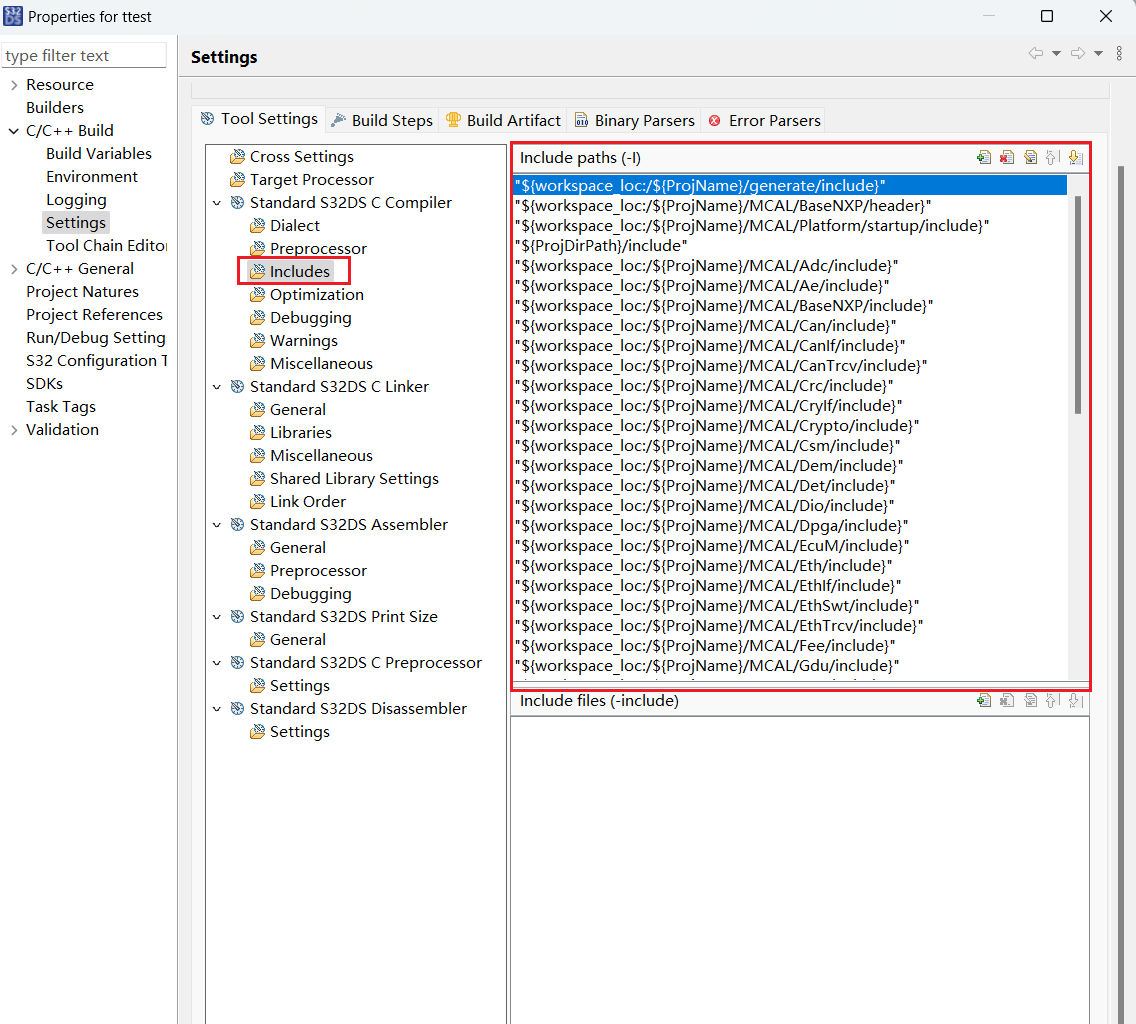 S32 DS
Properties for ttest
type filter text
Settings
Resource
Builders
C/C++ Build
Build Variables
Environment
Logging
Settings
Tool Chain Editor
C/C++ General
Project Natures
Project References
Run/Debug Setting
S32 Configuration T
SDKs
Task Tags
Validation
Tool Settings
Build Steps
Build Artifact
Binary Parsers
Error Parsers
Cross Settings
Target Processor
Standard S32DS C Compiler
Dialect
Preprocessor
Includes
Optimization
Debugging
Warnings
Miscellaneous
Standard S32DS C Linker
General
Libraries
Miscellaneous
Shared Library Settings
Link Order
Standard S32DS Assembler
General
Preprocessor
Debugging
Standard S32DS Print Size
General
Standard S32DS C Preprocessor
Settings
Standard S32DS Disassembler
Settings
Include paths (-I)
"${workspace_loc:/${ProjName}/generate/include}"
"${workspace_loc:/${ProjName}/MCAL/BaseNXP/header}"
"${workspace_loc:/${ProjName}/MCAL/Platform/startup/include}"
"${ProjDirPath}/include"
"${workspace_loc:/${ProjName}/MCAL/Adc/include}"
"${workspace_loc:/${ProjName}/MCAL/Ae/include}"
"${workspace_loc:/${ProjName}/MCAL/BaseNXP/include}"
"${workspace_loc:/${ProjName}/MCAL/Can/include}"
"${workspace_loc:/${ProjName}/MCAL/CanIf/include}"
"${workspace_loc:/${ProjName}/MCAL/CanTrcv/include}"
"${workspace_loc:/${ProjName}/MCAL/Crc/include}"
"${workspace_loc:/${ProjName}/MCAL/CryIf/include}"
"${workspace_loc:/${ProjName}/MCAL/Crypto/include}"
"${workspace_loc:/${ProjName}/MCAL/Csm/include}"
"${workspace_loc:/${ProjName}/MCAL/Dem/include}"
"${workspace_loc:/${ProjName}/MCAL/Det/include}"
"${workspace_loc:/${ProjName}/MCAL/Dio/include}"
"${workspace_loc:/${ProjName}/MCAL/Dpga/include}"
"${workspace_loc:/${ProjName}/MCAL/EcuM/include}"
"${workspace_loc:/${ProjName}/MCAL/Eth/include}"
"${workspace_loc:/${ProjName}/MCAL/EthIf/include}"
"${workspace_loc:/${ProjName}/MCAL/EthSwt/include}"
"${workspace_loc:/${ProjName}/MCAL/EthTrcv/include}"
"${workspace_loc:/${ProjName}/MCAL/Fee/include}"
"${workspace_loc:/${ProjName}/MCAL/Gdu/include}"
Include files (-include)